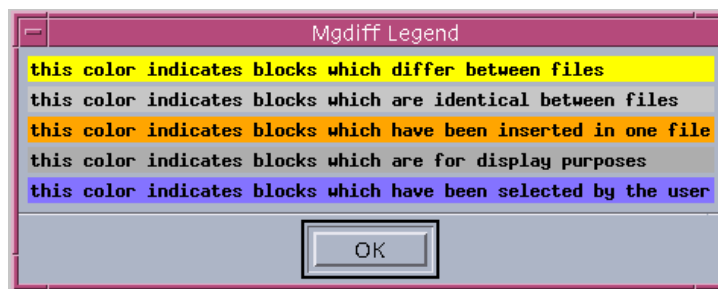 Mgdiff Legend
this color indicates blocks which differ between files
this color indicates blocks which are identical between files
this color indicates blocks which have been inserted in one file
this color indicates blocks which are for display purposes
this color indicates blocks which have been selected by the user
OK